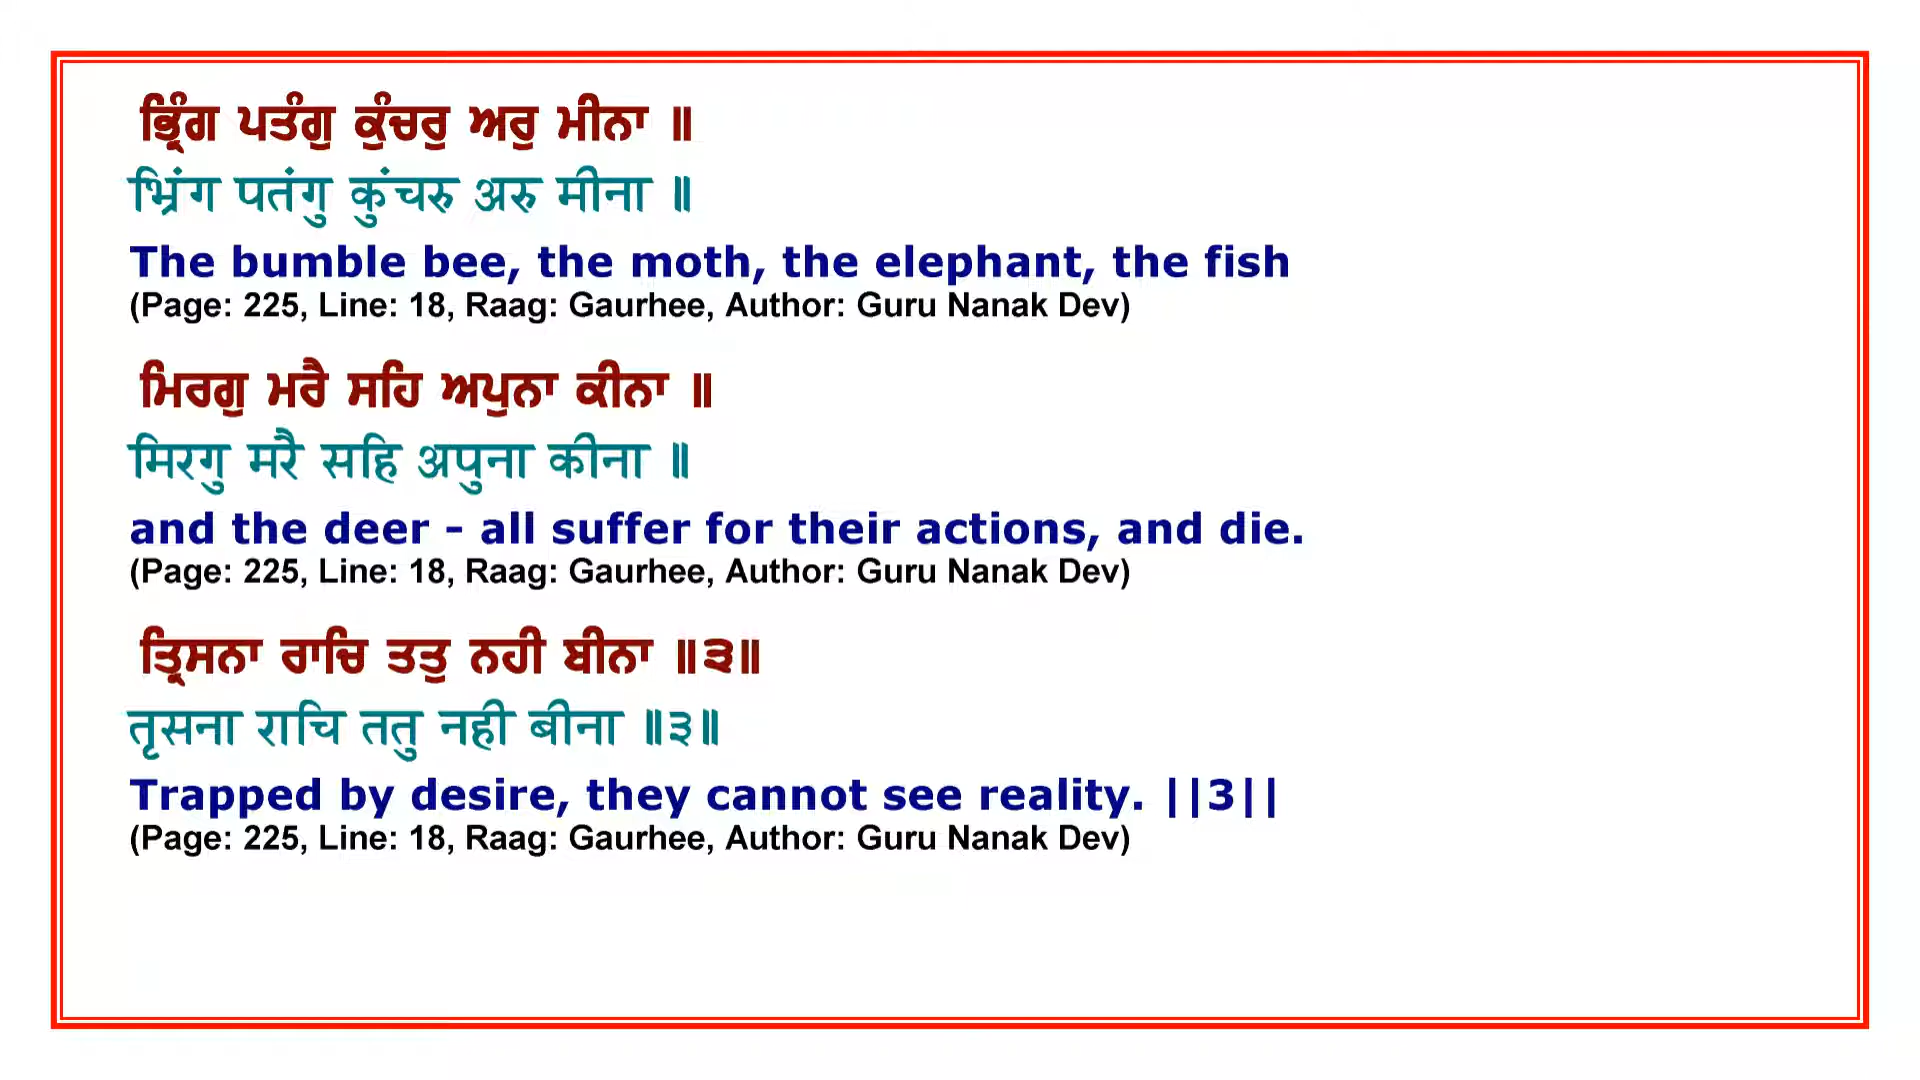 ਭ੍ਰਿੰਗ ਪਤੰਗੁ ਕੁੰਚਰੁ ਅਰੁ ਮੀਨਾ ॥
भ्रिंग पतंगु कुंचरु अरु मीना ॥
The bumble bee, the moth, the elephant, the fish
(Page: 225, Line: 18, Raag: Gaurhee, Author: Guru Nanak Dev)
ਮਿਰਗੁ ਮਰੈ ਸਹਿ ਅਪੁਨਾ ਕੀਨਾ ॥
मिरगु मरै सहि अपुना कीना ॥
and the deer - all suffer for their actions, and die.
(Page: 225, Line: 18, Raag: Gaurhee, Author: Guru Nanak Dev)
ਤ੍ਰਿਸਨਾ ਰਾਚਿ ਤਤੁ ਨਹੀ ਬੀਨਾ ॥੩॥
तृसना राचि ततु नही बीना ॥३॥
Trapped by desire, they cannot see reality. ||3||
(Page: 225, Line: 18, Raag: Gaurhee, Author: Guru Nanak Dev)